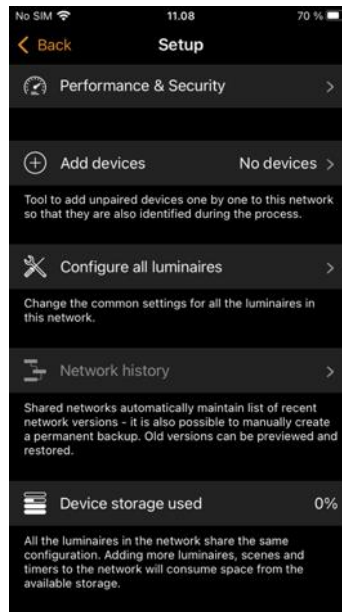 No SIM 11.08 70 %
Back Setup
Performance & Security
Add devices No devices
Tool to add unpaired devices one by one to this network
so that they are also identified during the process.
Configure all luminaires
Change the common settings for all the luminaires in
this network.
Network history
Shared networks automatically maintain list of recent
network versions - it is also possible to manually create
a permanent backup. Old versions can be previewed and
restored.
Device storage used 0%
All the luminaires in the network share the same
configuration. Adding more luminaires, scenes and
timers to the network will consume space from the
available storage.